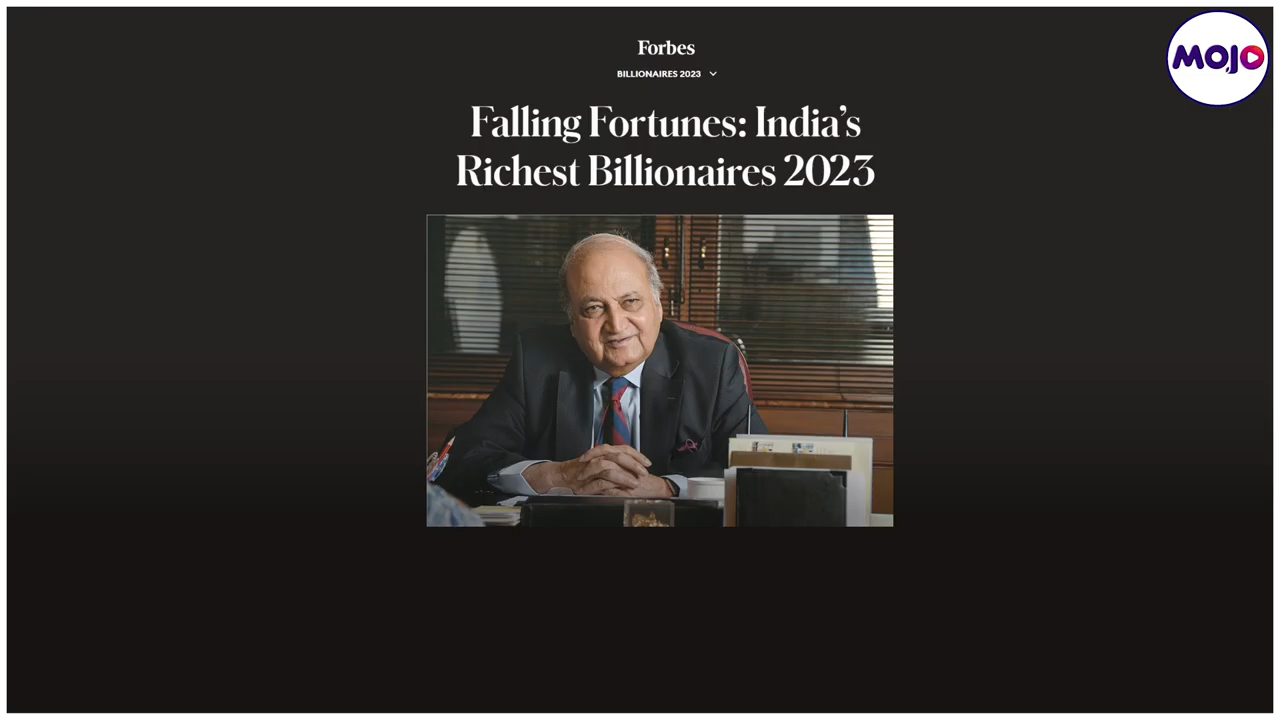 Forbes
BILLIONAIRES 2023
Falling Fortunes: India’s
Richest Billionaires 2023
MOJO